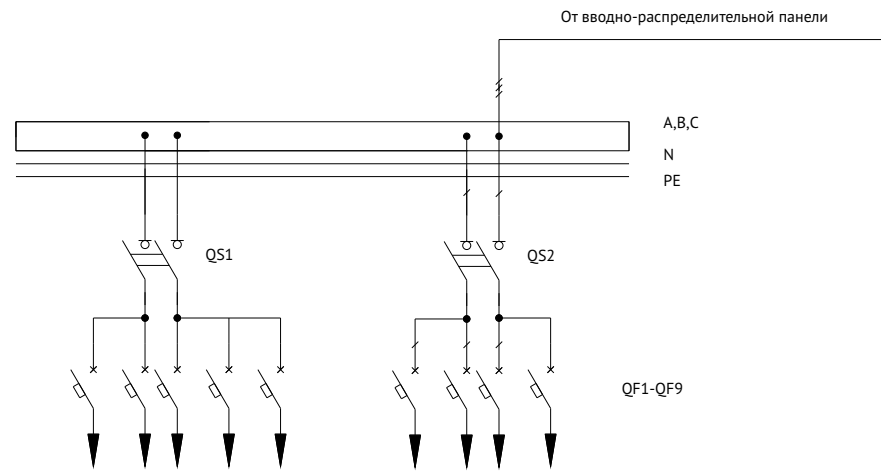 От вводно-распределительной панели
A,B,C
N
PE
QS1
QS2
QF1-QF9